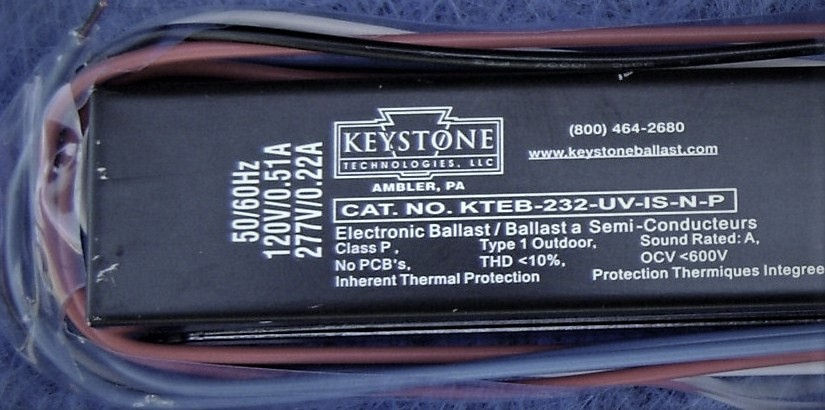 50/60Hz
120V/0.51A
277V/0.22A
KEYSTONE
TECHNOLOGIES, LLC
AMBLER, PA
(800) 464-2680
www.keystoneballast.com
CAT. NO. KTEB-232-UV-IS-N-P
Electronic Ballast / Ballast a Semi-Conducteurs
Class P, Type 1 Outdoor, Sound Rated: A,
No PCB's, THD <10%, OCV <600V
Inherent Thermal Protection Protection Thermiques Integree